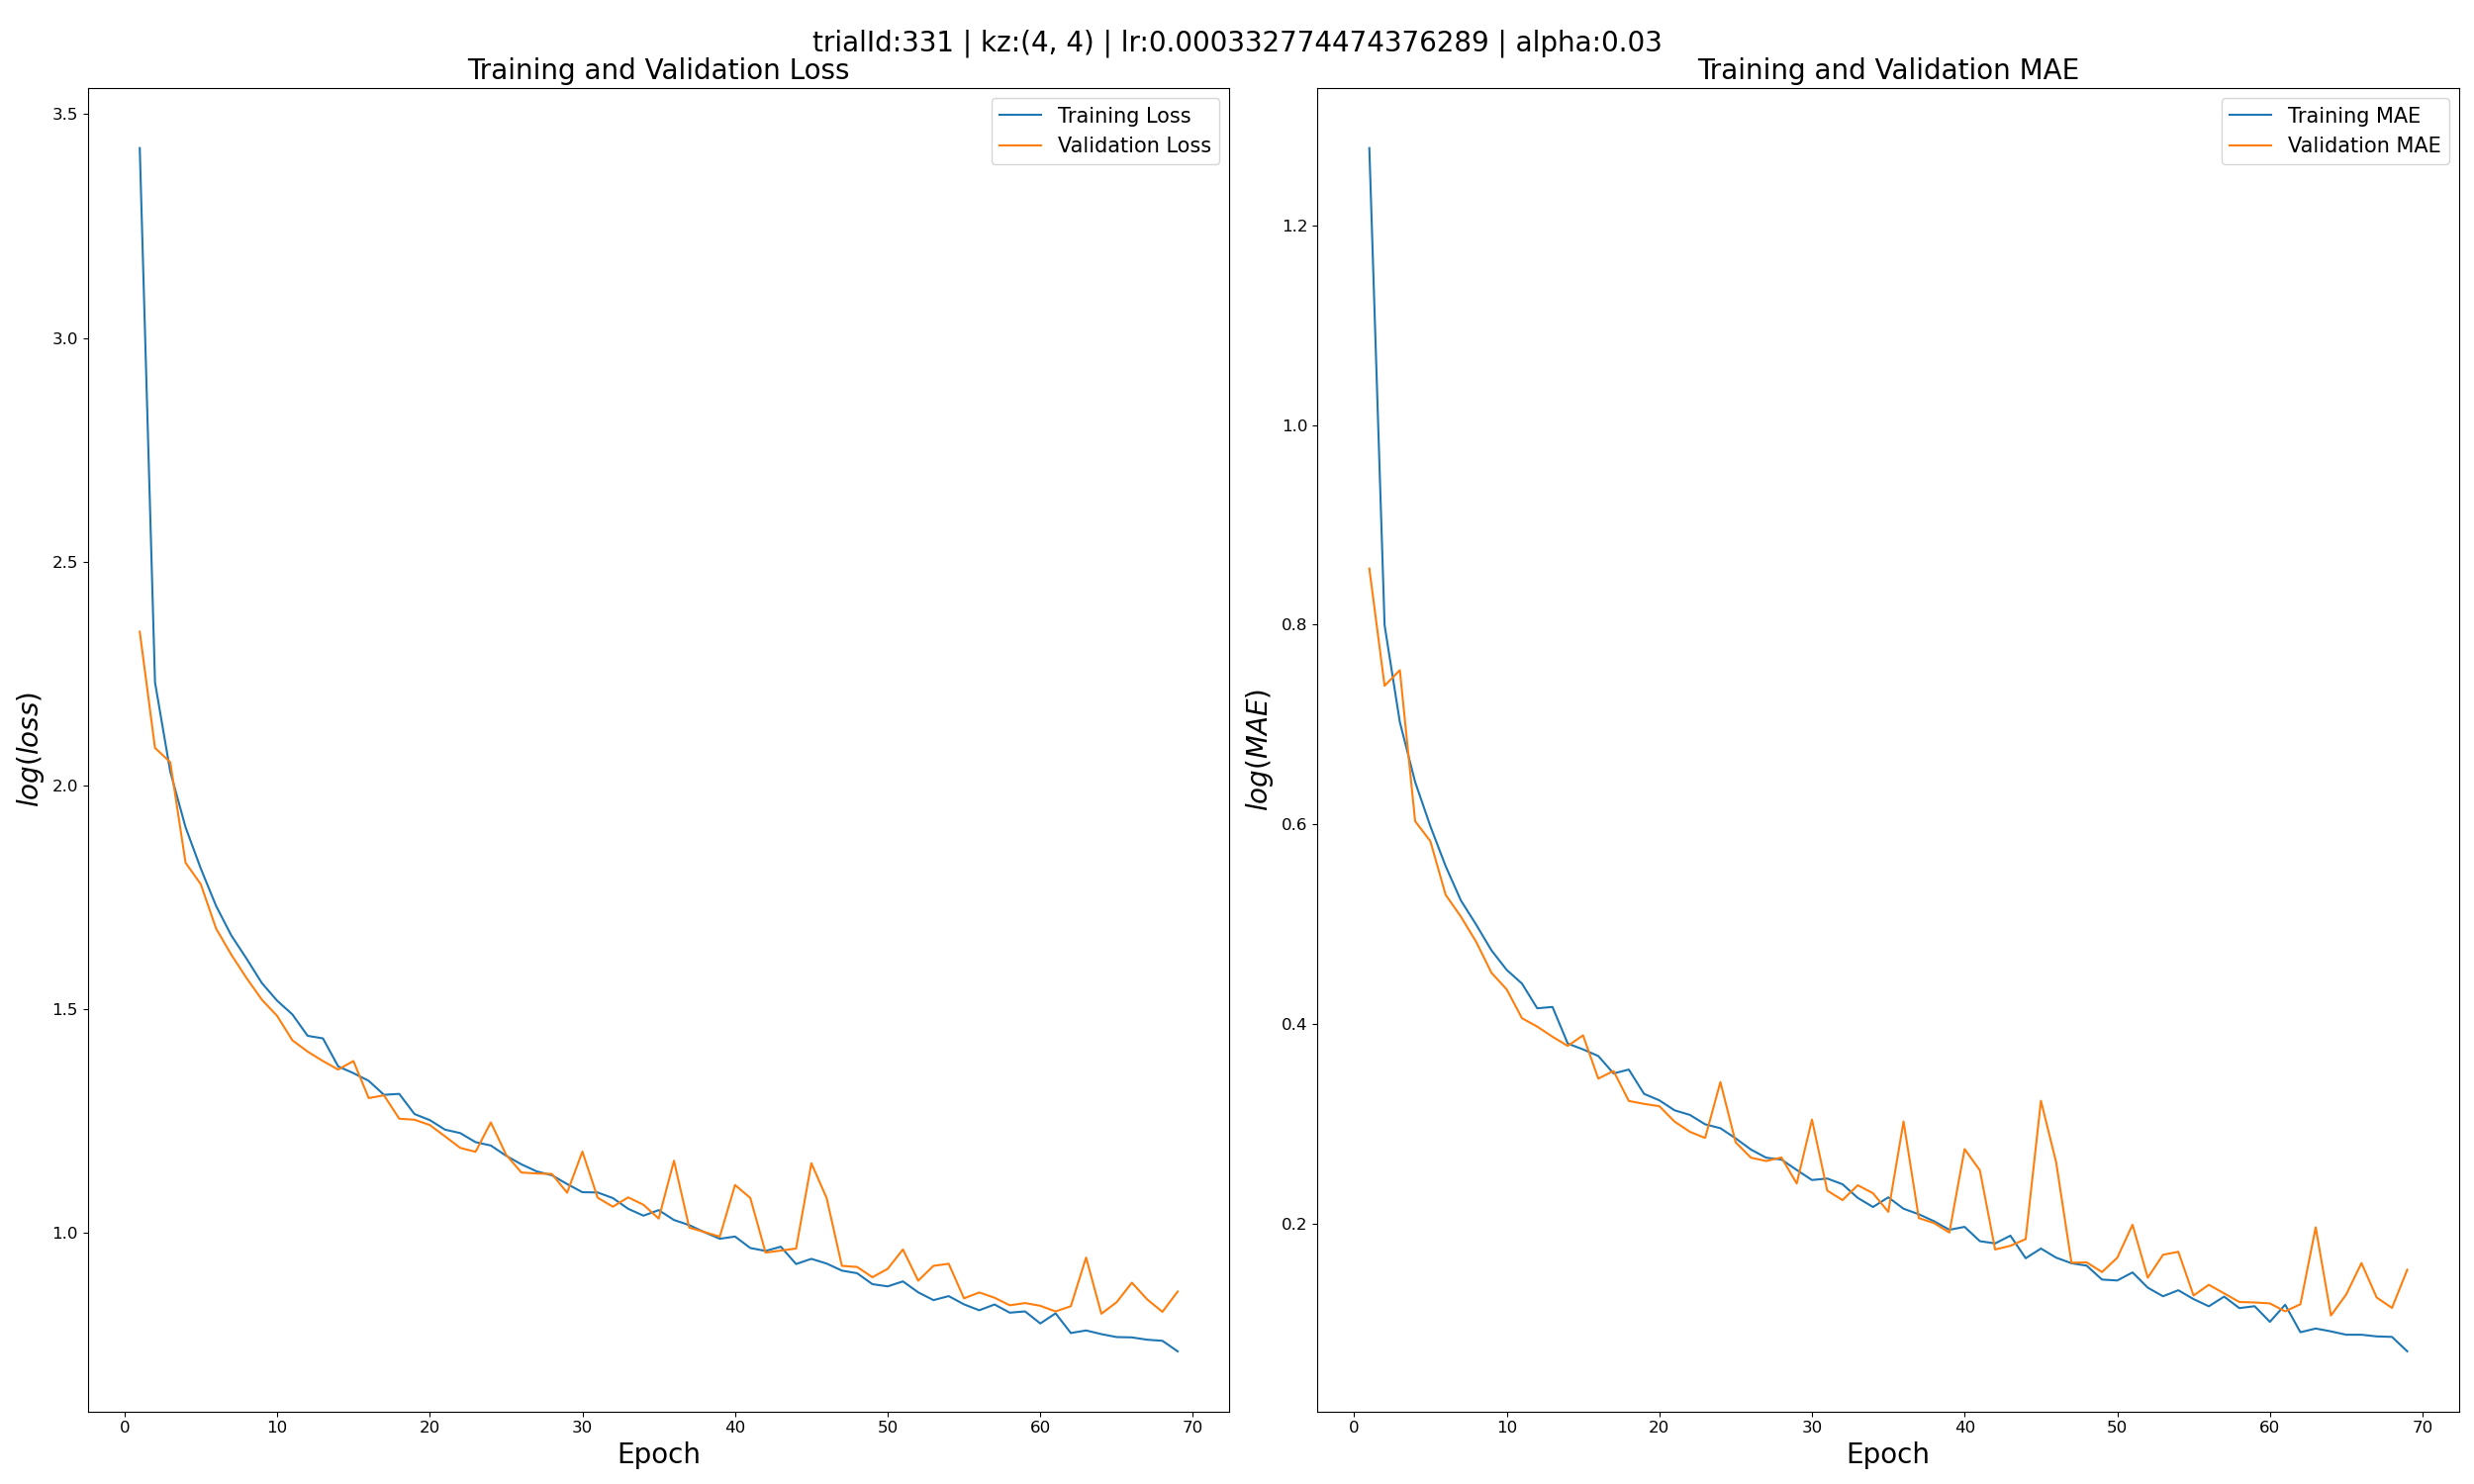 trialId:331 | kz:(4, 4) | lr:0.000332774474376289 | alpha:0.03
Training and Validation Loss
Training Loss
Validation Loss
3.5
3.0
2.5
2.0
1.5
1.0
log(loss)
0 10 20 30 40 50 60 70
Epoch
Training and Validation MAE
Training MAE
Validation MAE
1.2
1.0
0.8
0.6
0.4
0.2
log(MAE)
0 10 20 30 40 50 60 70
Epoch